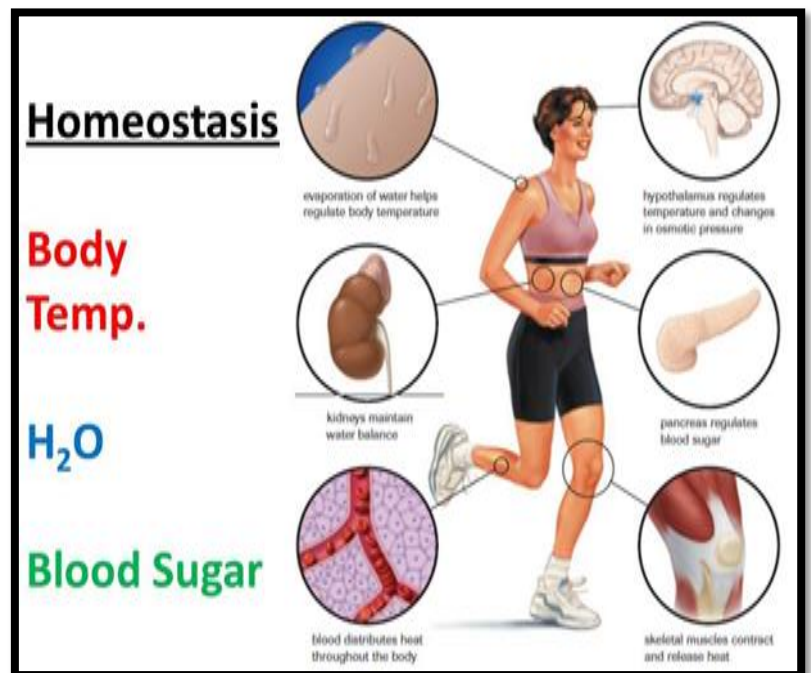 Homeostasis
Body
Temp.
H₂O
Blood Sugar
evaporation of water helps
regulate body temperature
hypothalamus regulates
temperature and changes
in osmotic pressure
kidneys maintain
water balance
pancreas regulates
blood sugar
blood distributes heat
throughout the body
skeletal muscles contract
and release heat